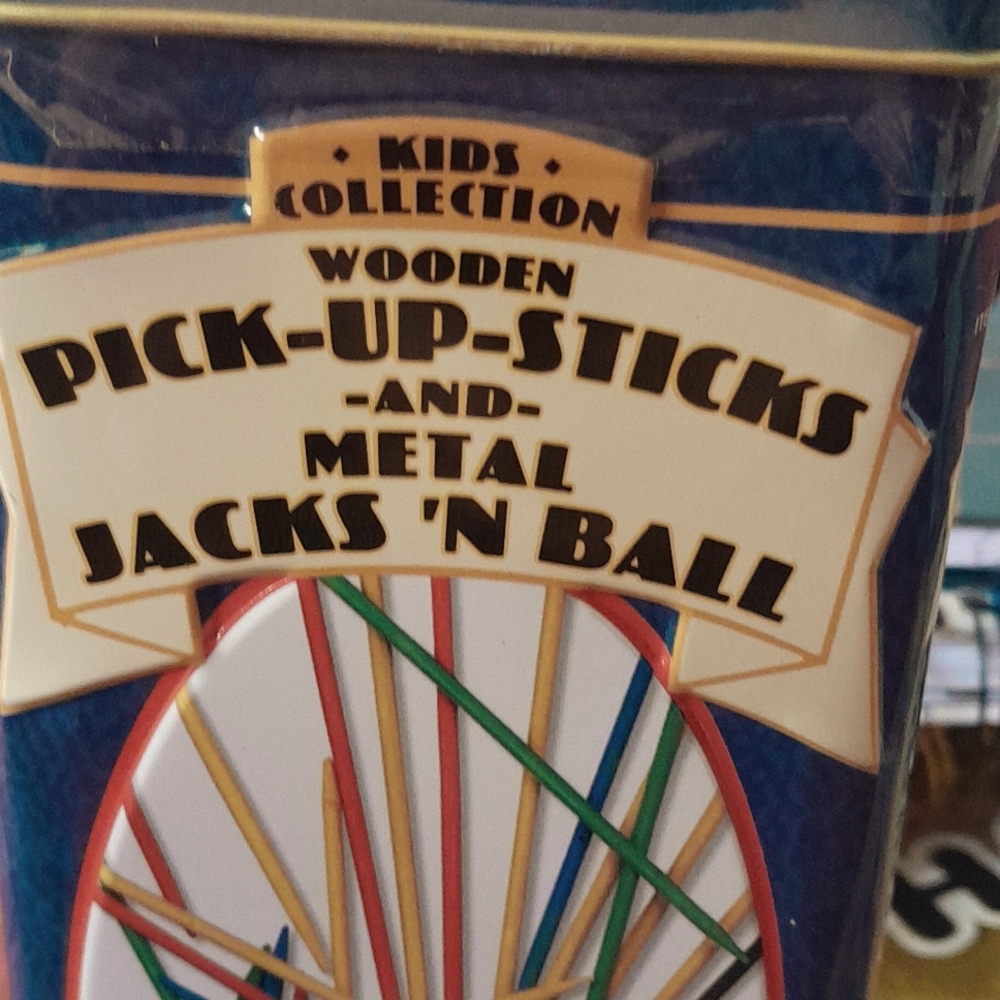 KIDS
COLLECTION
WOODEN
PICK-UP-STICKS
-AND-
METAL
JACKS 'N BALL